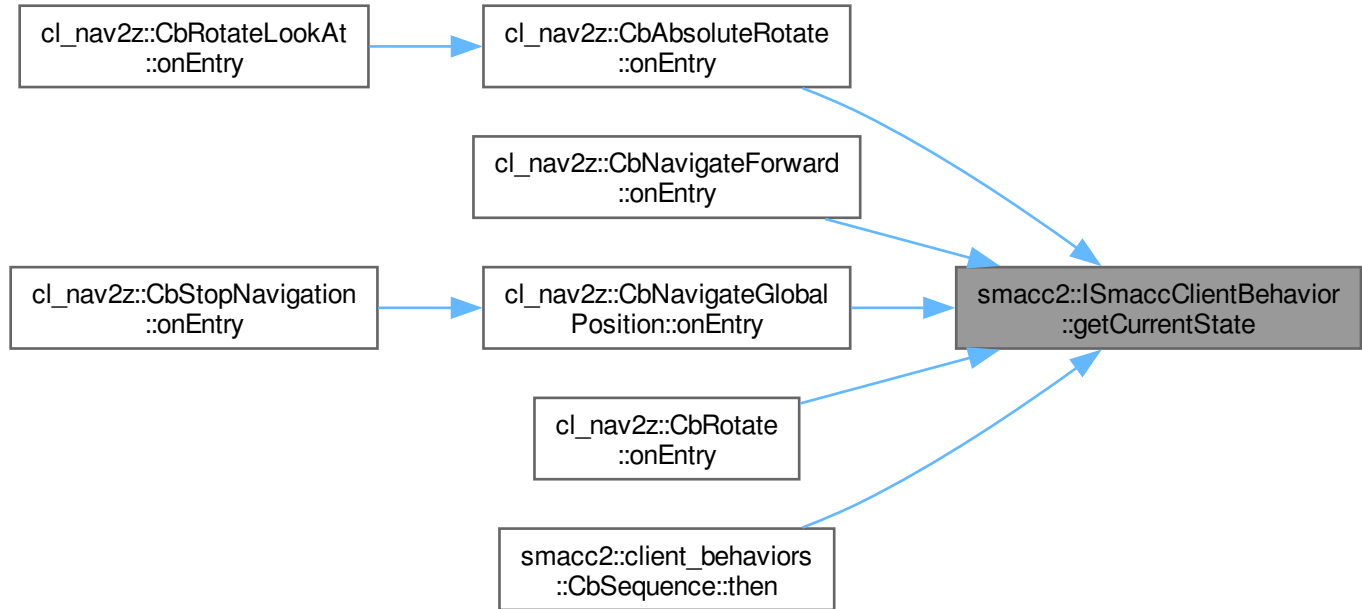 cl_nav2z::CbRotateLookAt
::onEntry
cl_nav2z::CbAbsoluteRotate
::onEntry
cl_nav2z::CbNavigateForward
::onEntry
cl_nav2z::CbStopNavigation
::onEntry
cl_nav2z::CbNavigateGlobal
Position::onEntry
smacc2::ISmaccClientBehavior
::getCurrentState
cl_nav2z::CbRotate
::onEntry
smacc2::client_behaviors
::CbSequence::then